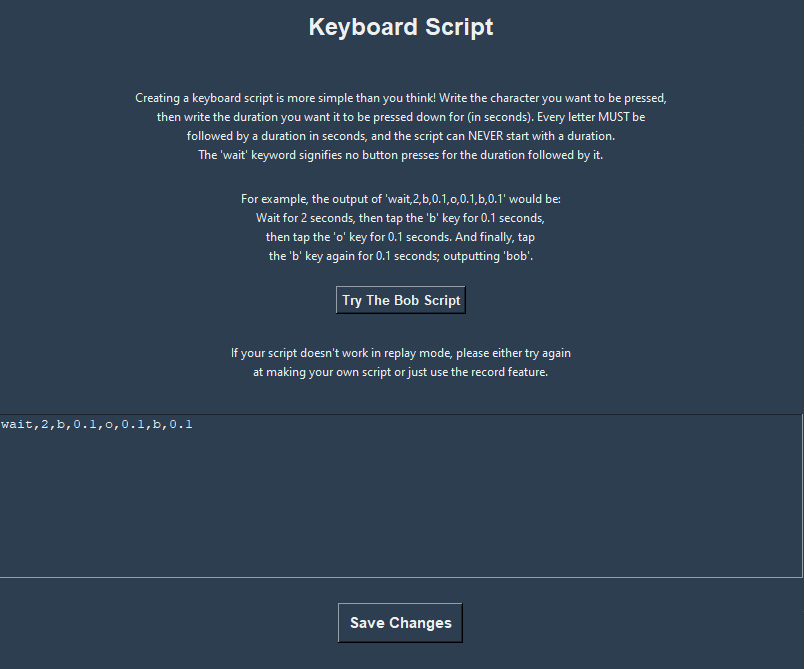 Keyboard Script
Creating a keyboard script is more simple than you think! Write the character you want to be pressed,
then write the duration you want it to be pressed down for (in seconds). Every letter MUST be
followed by a duration in seconds, and the script can NEVER start with a duration.
The 'wait' keyword signifies no button presses for the duration followed by it.
For example, the output of 'wait,2,b,0.1,o,0.1,b,0.1' would be:
Wait for 2 seconds, then tap the 'b' key for 0.1 seconds,
then tap the 'o' key for 0.1 seconds. And finally, tap
the 'b' key again for 0.1 seconds; outputting 'bob'.
Try The Bob Script
If your script doesn't work in replay mode, please either try again
at making your own script or just use the record feature.
wait,2,b,0.1,o,0.1,b,0.1
Save Changes